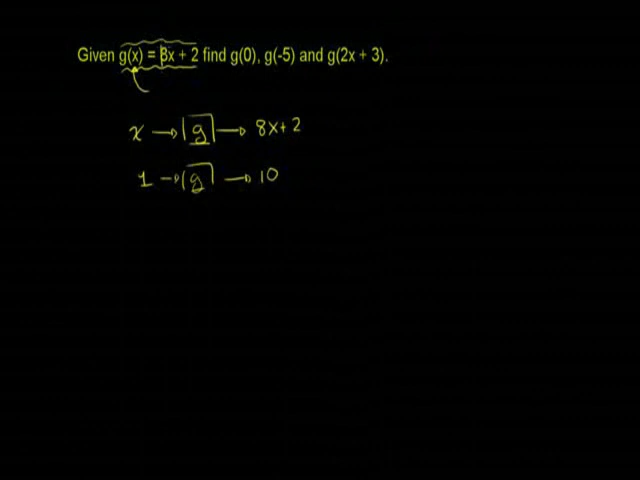 Given g(x) = 8x + 2 find g(0), g(-5) and g(2x + 3).
x → g → 8x+2
1 → g → 10